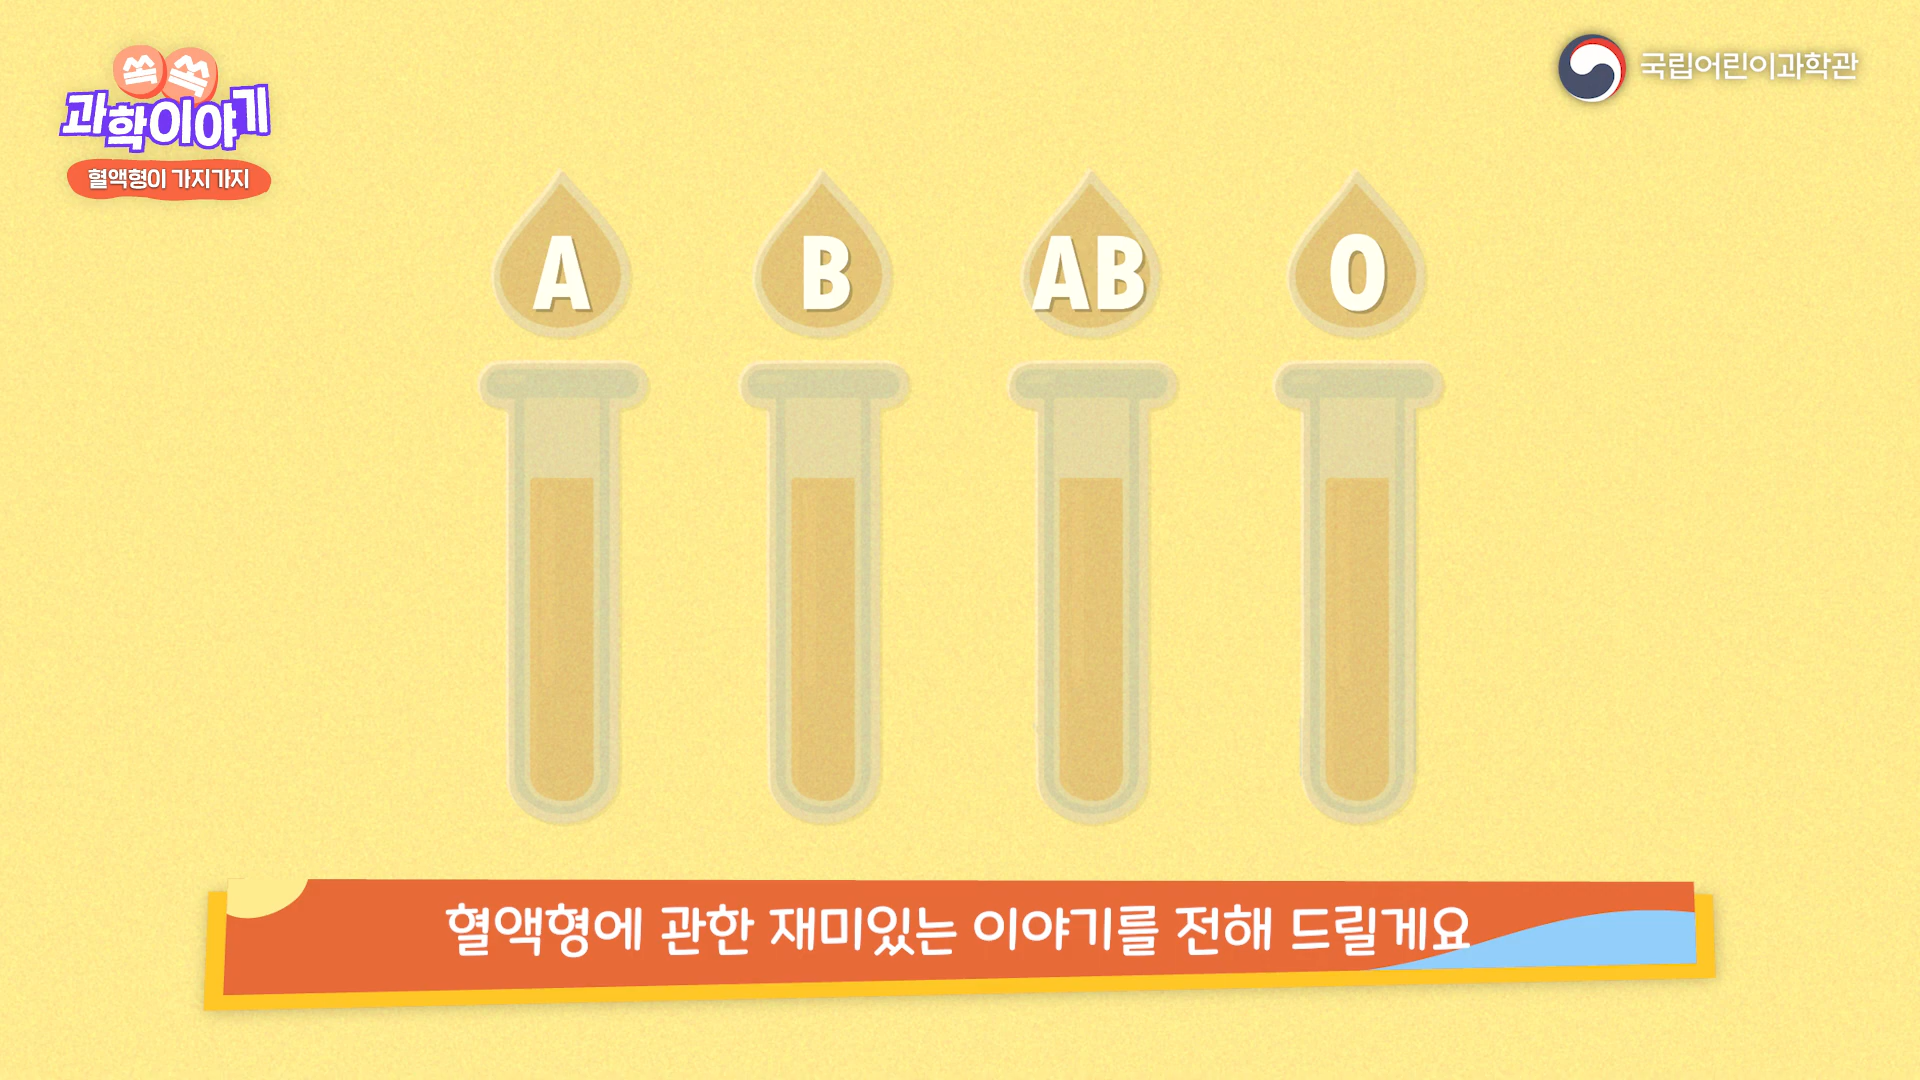 쏙쏙
과학이야기
혈액형이 가지가지
국립어린이과학관
A B AB O
혈액형에 관한 재미있는 이야기를 전해 드릴게요